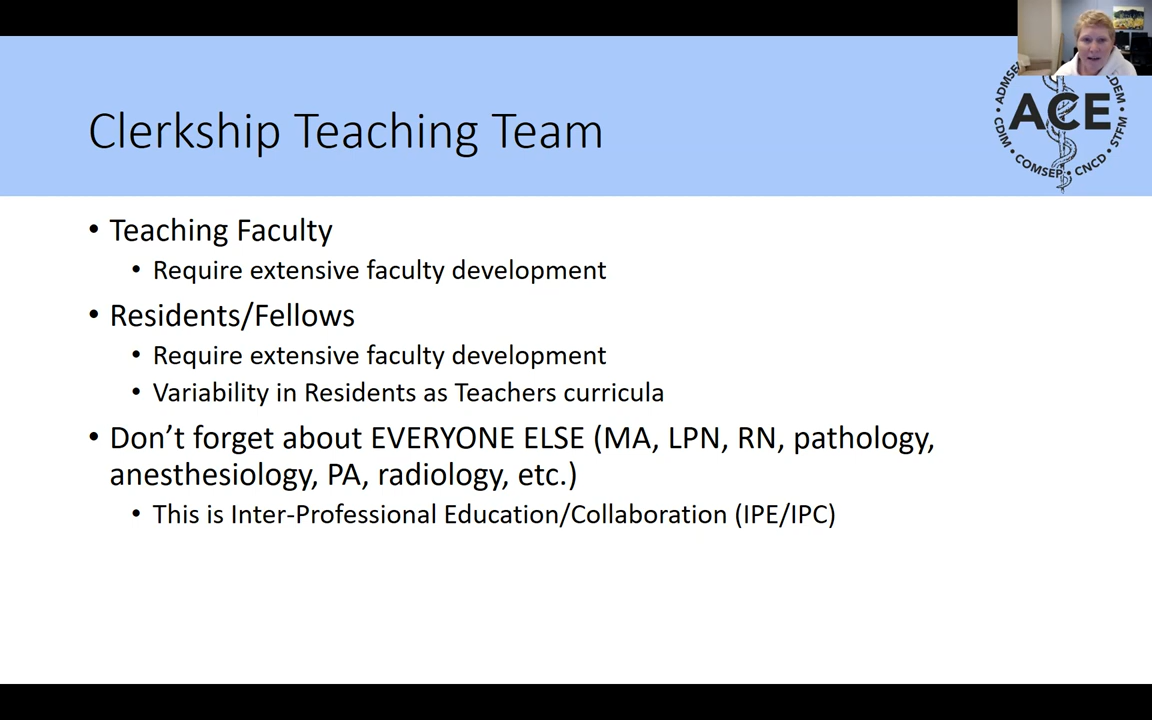 Clerkship Teaching Team
ACE
ADMSE • CDIM • COMSEP • CNCD • STFM • CDEM
• Teaching Faculty
• Require extensive faculty development
• Residents/Fellows
• Require extensive faculty development
• Variability in Residents as Teachers curricula
• Don’t forget about EVERYONE ELSE (MA, LPN, RN, pathology,
anesthesiology, PA, radiology, etc.)
• This is Inter-Professional Education/Collaboration (IPE/IPC)